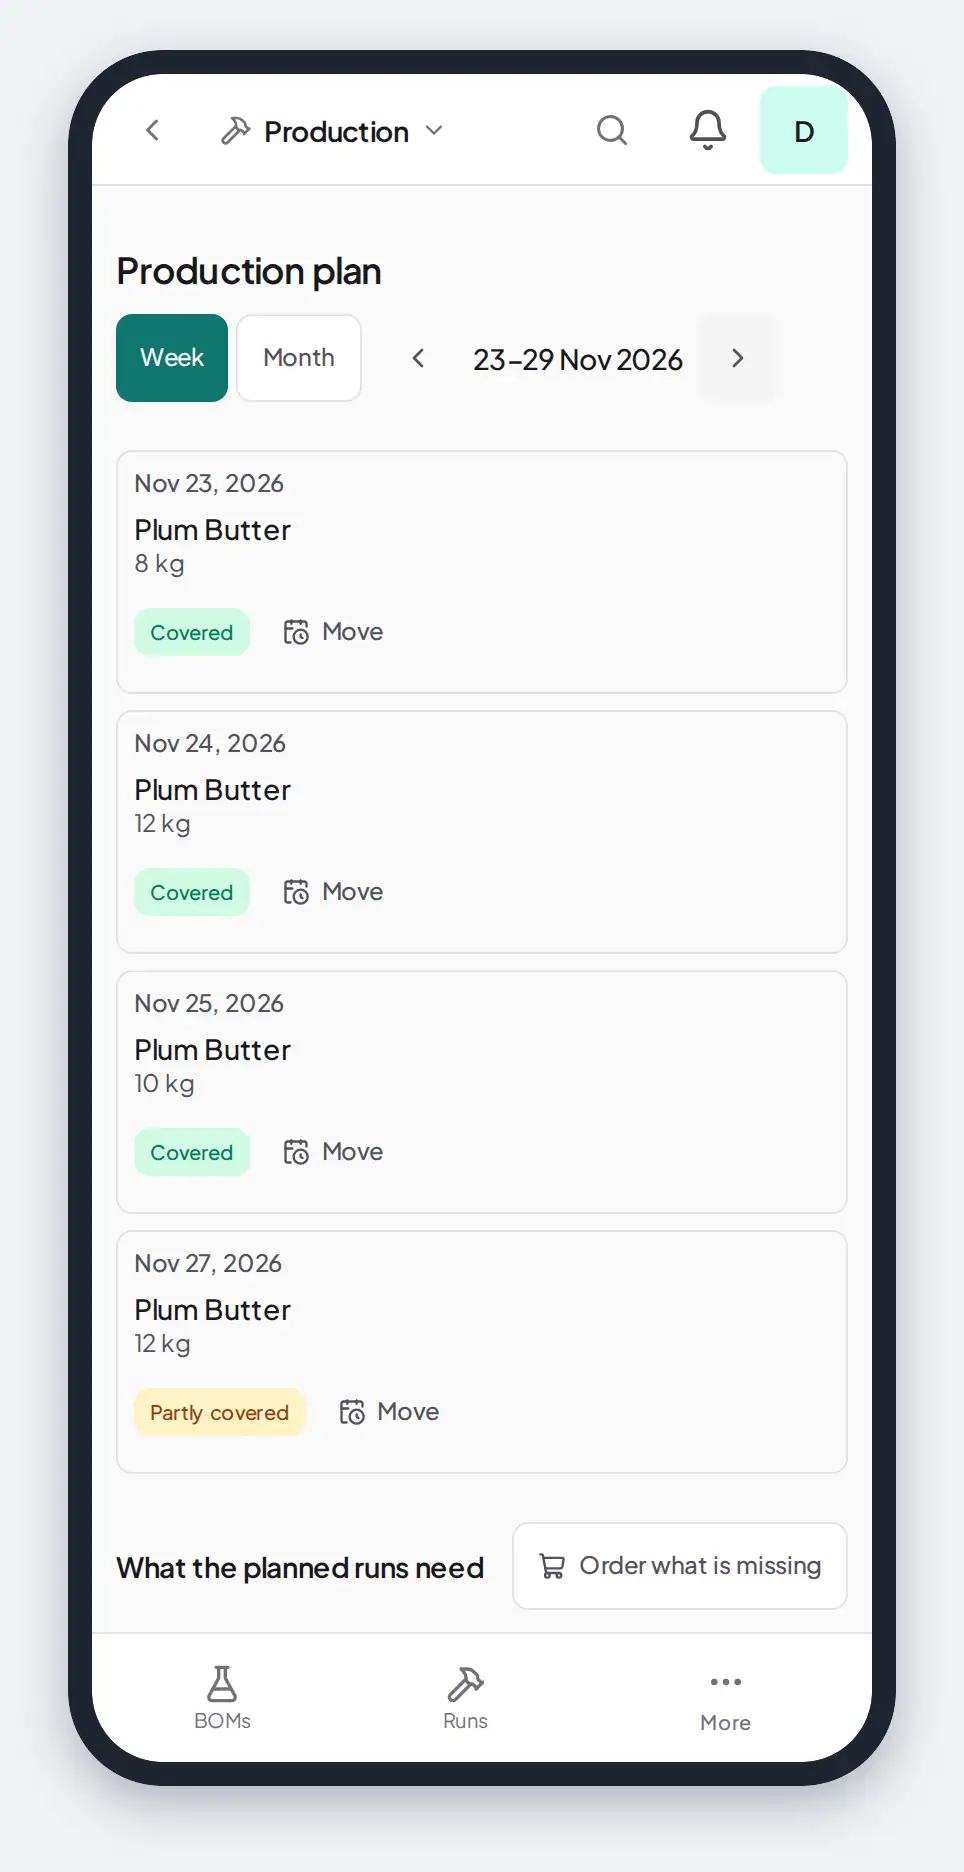 Production
D
Production plan
Week
Month
23–29 Nov 2026
Nov 23, 2026
Plum Butter
8 kg
Covered
Move
Nov 24, 2026
Plum Butter
12 kg
Covered
Move
Nov 25, 2026
Plum Butter
10 kg
Covered
Move
Nov 27, 2026
Plum Butter
12 kg
Partly covered
Move
What the planned runs need
Order what is missing
BOMs
Runs
More